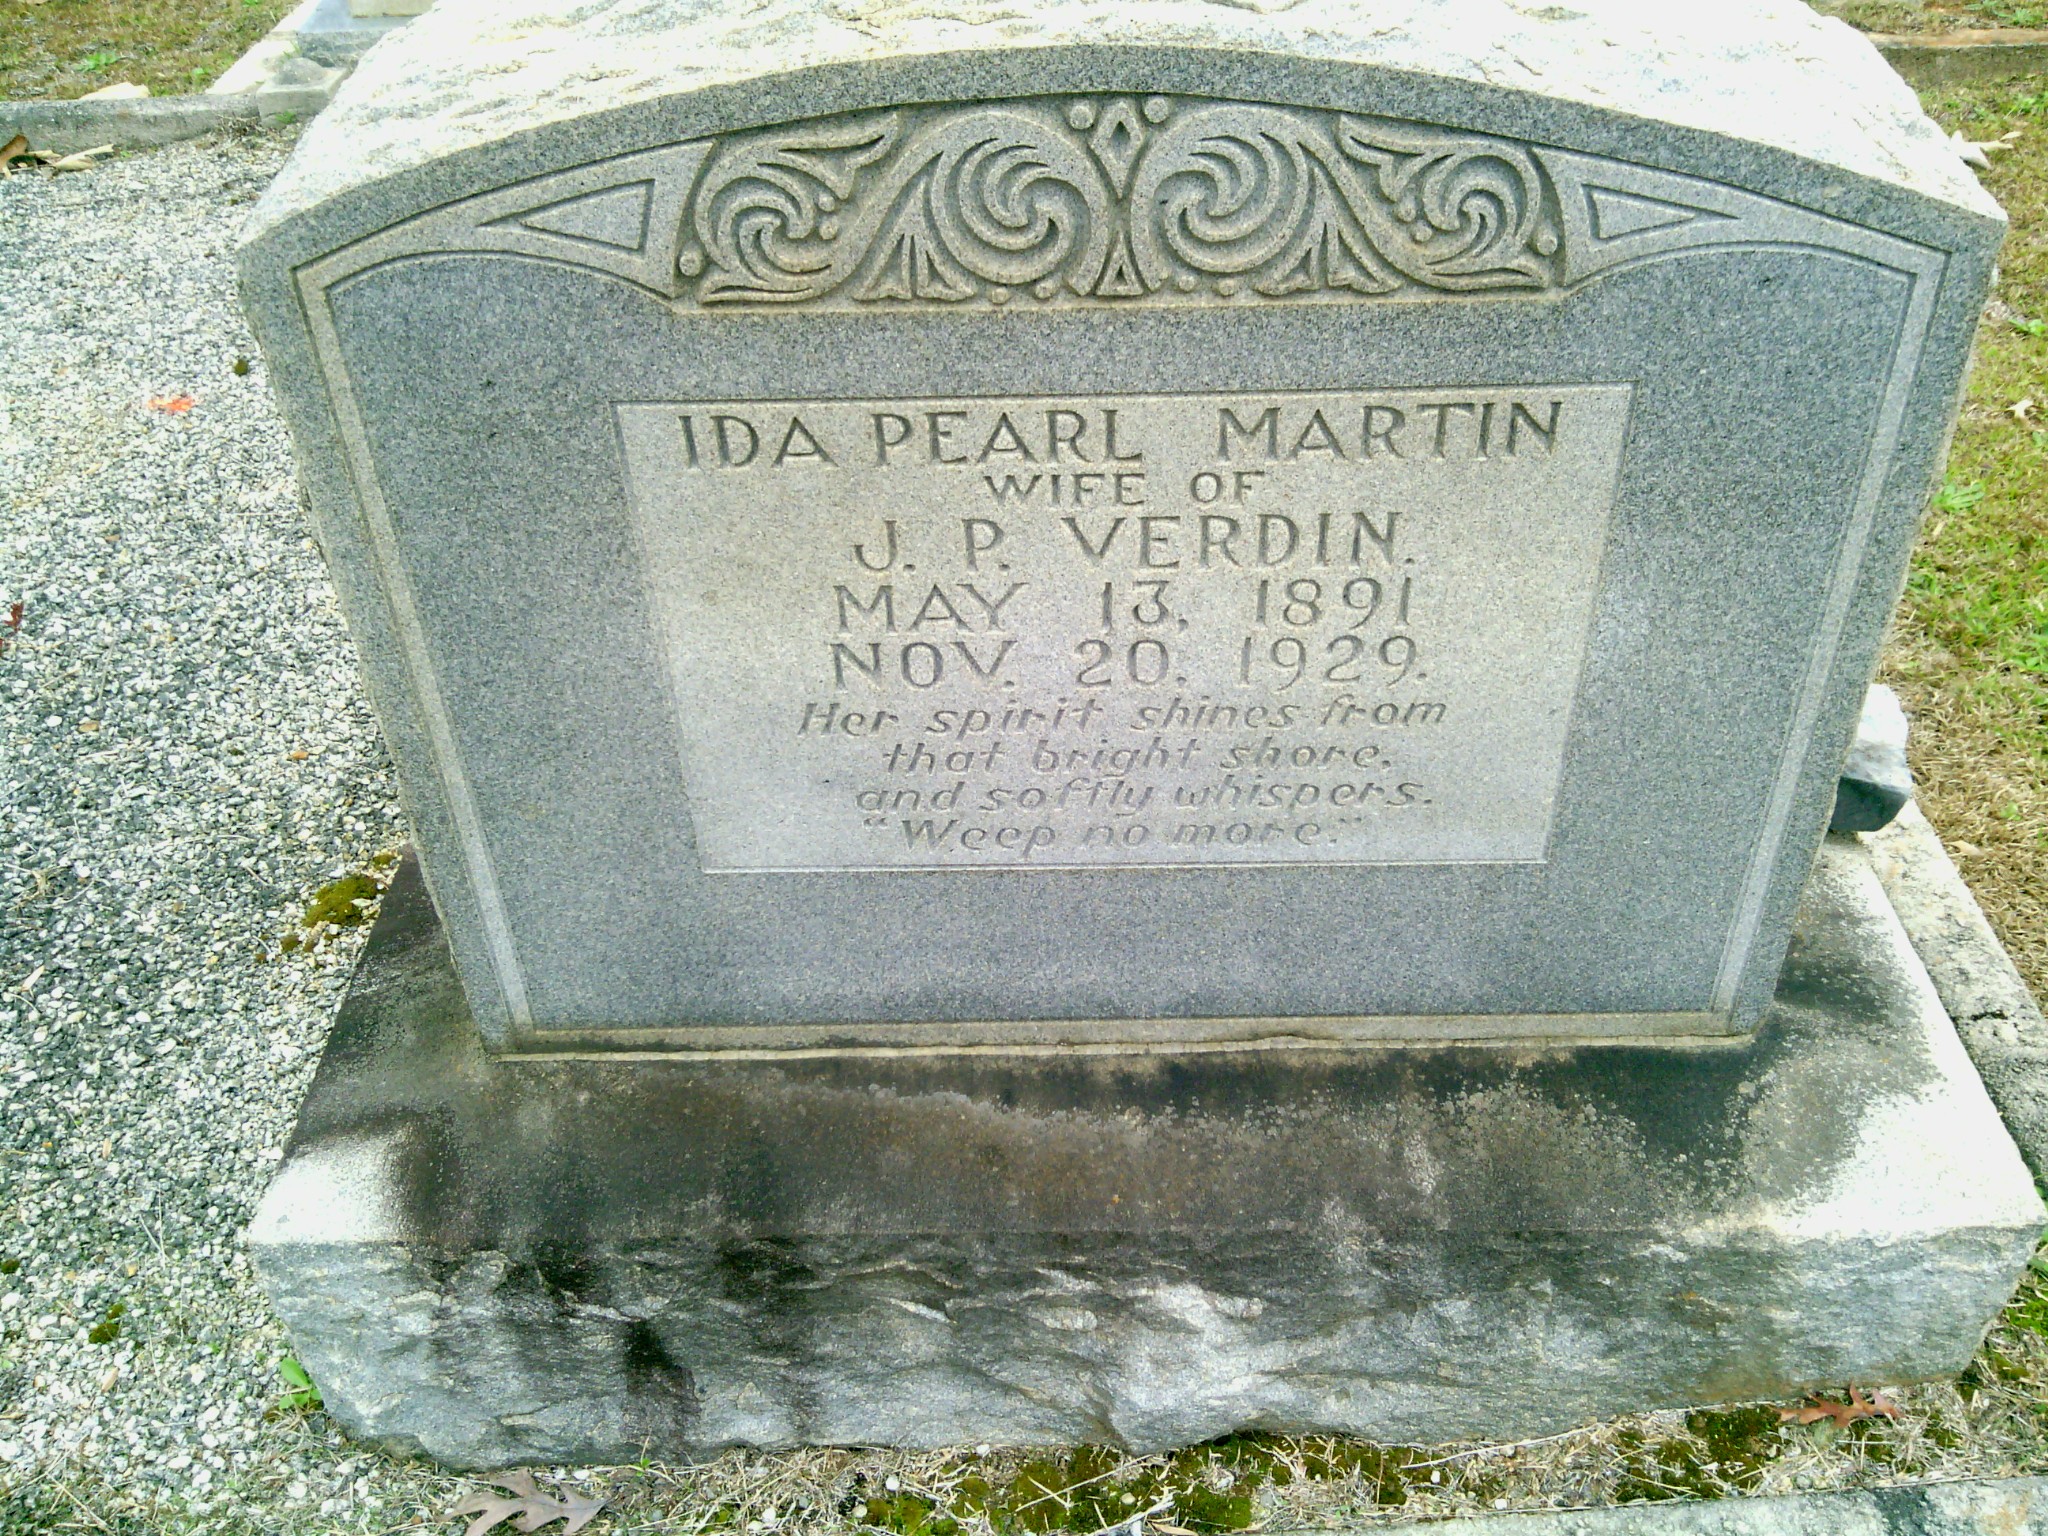 IDA PEARL MARTIN
WIFE OF
J. P. VERDIN.
MAY 13, 1891
NOV. 20, 1929.
Her spirit shines from
that bright shore,
and softly whispers.
"Weep no more."